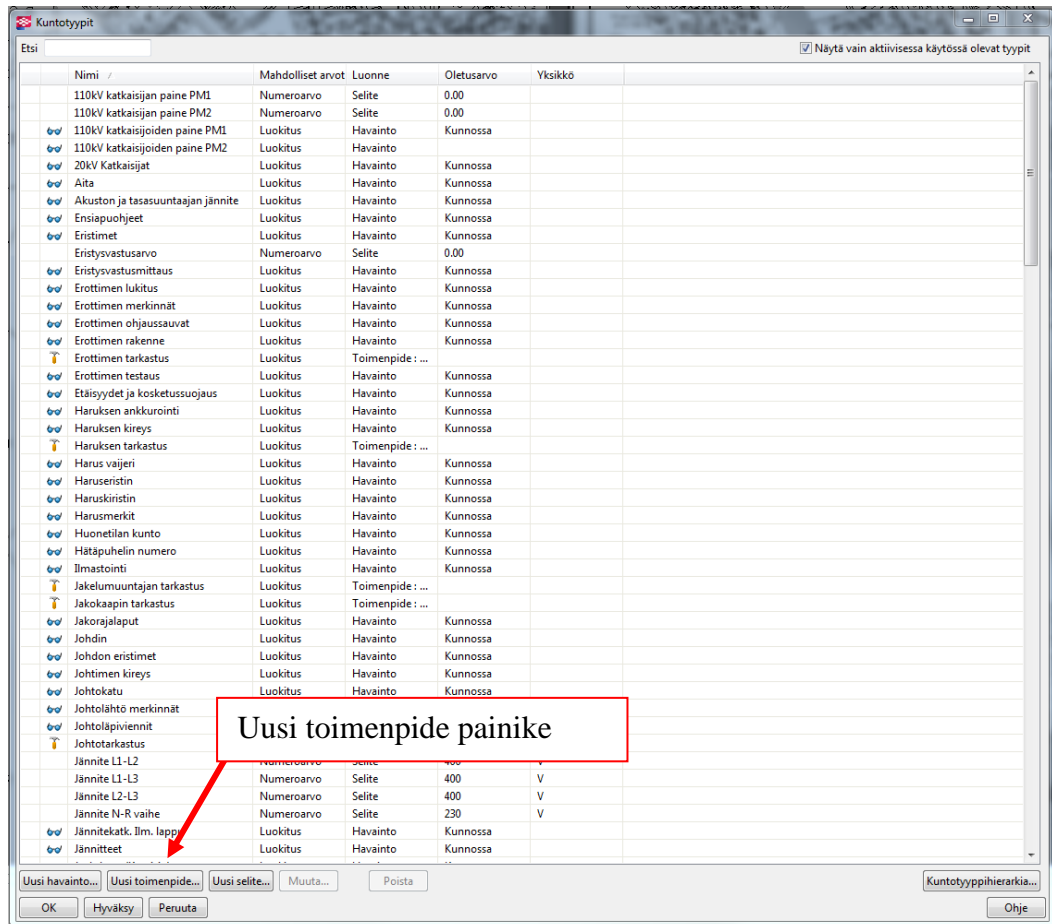 Kuntotyypit
Etsi
Näytä vain aktiivisessa käytössä olevat tyypit
Nimi Mahdolliset arvot Luonne Oletusarvo Yksikkö
110kV katkaisijan paine PM1 Numeroarvo Selite 0.00
110kV katkaisijan paine PM2 Numeroarvo Selite 0.00
110kV katkaisijoiden paine PM1 Luokitus Havainto Kunnossa
110kV katkaisijoiden paine PM2 Luokitus Havainto
20kV Katkaisijat Luokitus Havainto Kunnossa
Aita Luokitus Havainto Kunnossa
Akuston ja tasasuuntaajan jännite Luokitus Havainto Kunnossa
Ensiapuohjeet Luokitus Havainto Kunnossa
Eristimet Luokitus Havainto Kunnossa
Eristysvastusarvo Numeroarvo Selite 0.00
Eristysvastusmittaus Luokitus Havainto Kunnossa
Erottimen lukitus Luokitus Havainto Kunnossa
Erottimen merkinnät Luokitus Havainto Kunnossa
Erottimen ohjaussauvat Luokitus Havainto Kunnossa
Erottimen rakenne Luokitus Havainto Kunnossa
Erottimen tarkastus Luokitus Toimenpide : ...
Erottimen testaus Luokitus Havainto Kunnossa
Etäisyydet ja kosketussuojaus Luokitus Havainto Kunnossa
Haruksen ankkurointi Luokitus Havainto Kunnossa
Haruksen kireys Luokitus Havainto Kunnossa
Haruksen tarkastus Luokitus Toimenpide : ...
Harus vaijeri Luokitus Havainto Kunnossa
Haruseristin Luokitus Havainto Kunnossa
Haruskiristin Luokitus Havainto Kunnossa
Harusmerkit Luokitus Havainto Kunnossa
Huonetilan kunto Luokitus Havainto Kunnossa
Hätäpuhelin numero Luokitus Havainto Kunnossa
Ilmastointi Luokitus Havainto Kunnossa
Jakelumuuntajan tarkastus Luokitus Toimenpide : ...
Jakokaapin tarkastus Luokitus Toimenpide : ...
Jakorajalaput Luokitus Havainto Kunnossa
Johdin Luokitus Havainto Kunnossa
Johdon eristimet Luokitus Havainto Kunnossa
Johtimen kireys Luokitus Havainto Kunnossa
Johtokatu Luokitus Havainto Kunnossa
Johtolähtö merkinnät
Johtoläpiviennit
Uusi toimenpide painike
Johtotarkastus
Jännite L1-L2 Numeroarvo Selite 400 V
Jännite L1-L3 Numeroarvo Selite 400 V
Jännite L2-L3 Numeroarvo Selite 400 V
Jännite N-R vaihe Numeroarvo Selite 230 V
Jännitekatk. Ilm. lappu Luokitus Havainto Kunnossa
Jännitteet Luokitus Havainto Kunnossa
Uusi havainto... Uusi toimenpide... Uusi selite... Muuta... Poista Kuntotyyppihierarkia...
OK Hyväksy Peruuta Ohje